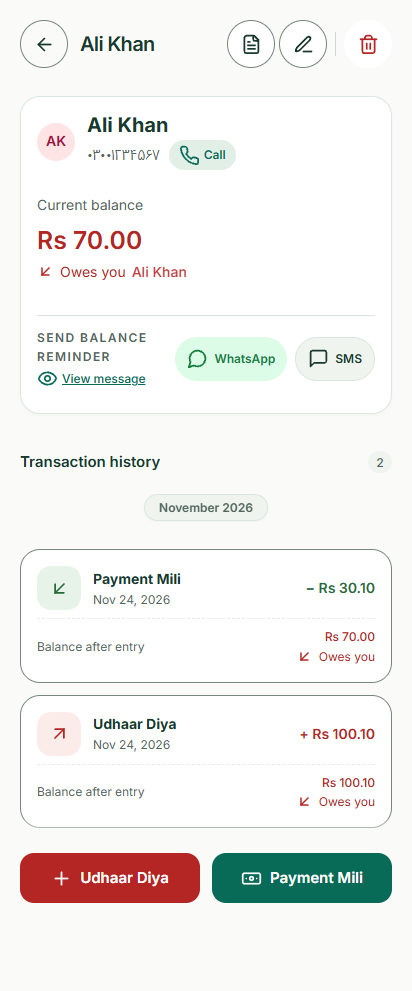 Ali Khan
AK
Ali Khan
۰۳۰۰۱۲۳۴۵۶۷
Call
Current balance
Rs 70.00
Owes you Ali Khan
SEND BALANCE
REMINDER
View message
WhatsApp
SMS
Transaction history
2
November 2026
Payment Mili
Nov 24, 2026
− Rs 30.10
Balance after entry
Rs 70.00
Owes you
Udhaar Diya
Nov 24, 2026
+ Rs 100.10
Balance after entry
Rs 100.10
Owes you
Udhaar Diya
Payment Mili